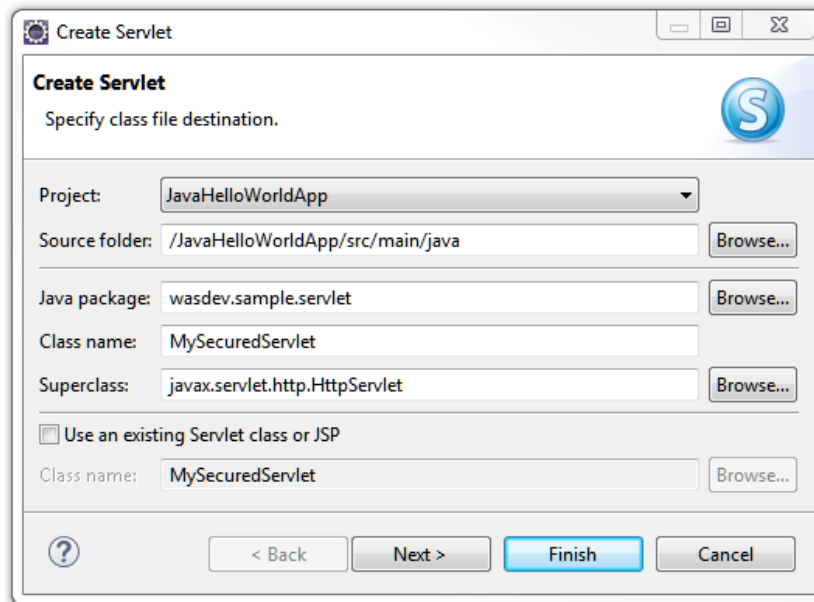 Create Servlet
Create Servlet
Specify class file destination.
S
Project: JavaHelloWorldApp
Source folder: /JavaHelloWorldApp/src/main/java Browse...
Java package: wasdev.sample.servlet Browse...
Class name: MySecuredServlet
Superclass: javax.servlet.http.HttpServlet Browse...
Use an existing Servlet class or JSP
Class name: MySecuredServlet Browse...
? < Back Next > Finish Cancel